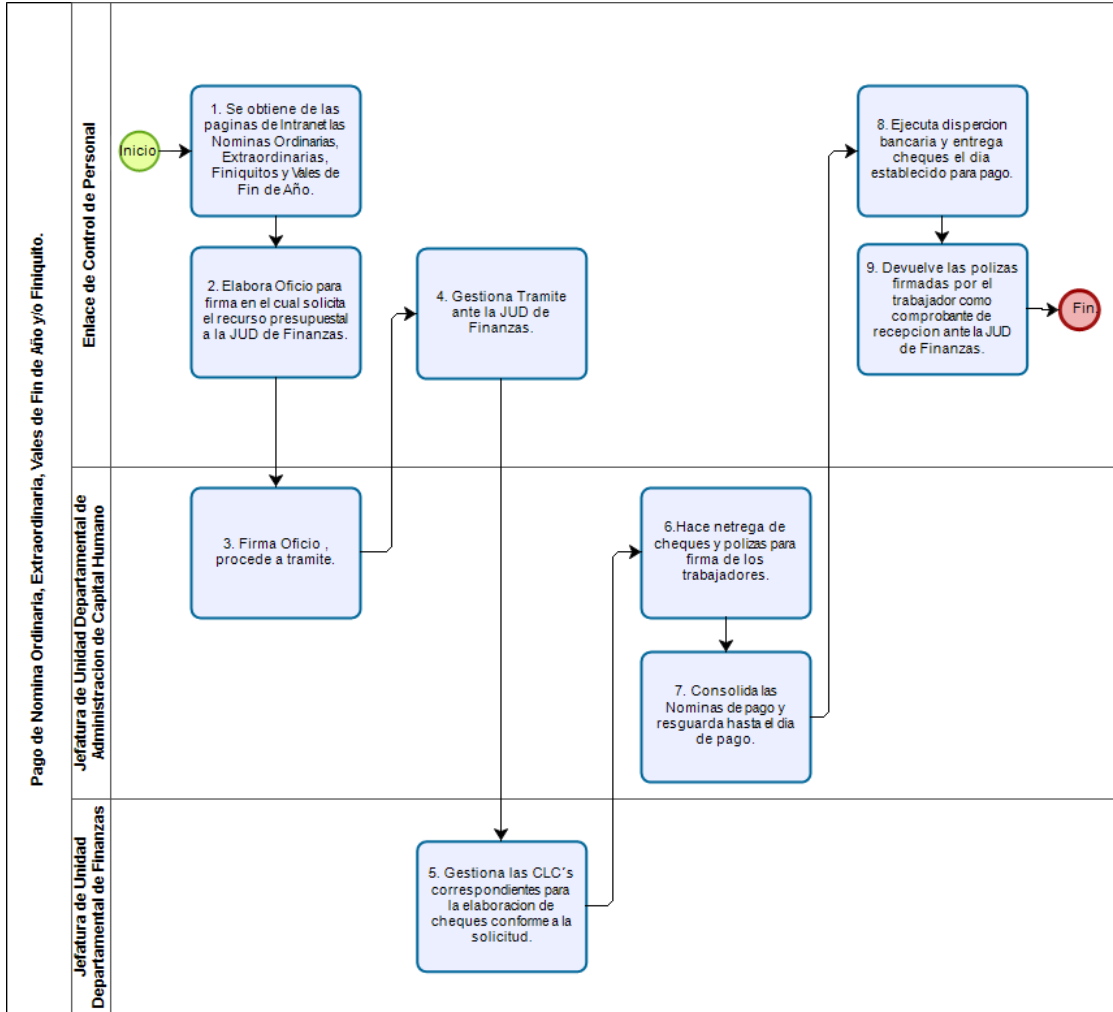 Pago de Nomina Ordinaria, Extraordinaria, Vales de Fin de Año y/o Finiquito.
Enlace de Control de Personal
Inicio
1. Se obtiene de las
paginas de Intranet las
Nominas Ordinarias,
Extraordinarias,
Finiquitos y Vales de
Fin de Año.
2. Elabora Oficio para
firma en el cual solicita
el recurso presupuestal
a la JUD de Finanzas.
4. Gestiona Tramite
ante la JUD de
Finanzas.
8. Ejecuta dispercion
bancaria y entrega
cheques el dia
establecido para pago.
9. Devuelve las polizas
firmadas por el
trabajador como
comprobante de
recepcion ante la JUD
de Finanzas.
Fin.
Jefatura de Unidad Departamental de
Administracion de Capital Humano
3. Firma Oficio ,
procede a tramite.
6.Hace netrega de
cheques y polizas para
firma de los
trabajadores.
7. Consolida las
Nominas de pago y
resguarda hasta el dia
de pago.
Jefatura de Unidad
Departamental de Finanzas
5. Gestiona las CLC´s
correspondientes para
la elaboracion de
cheques conforme a la
solicitud.